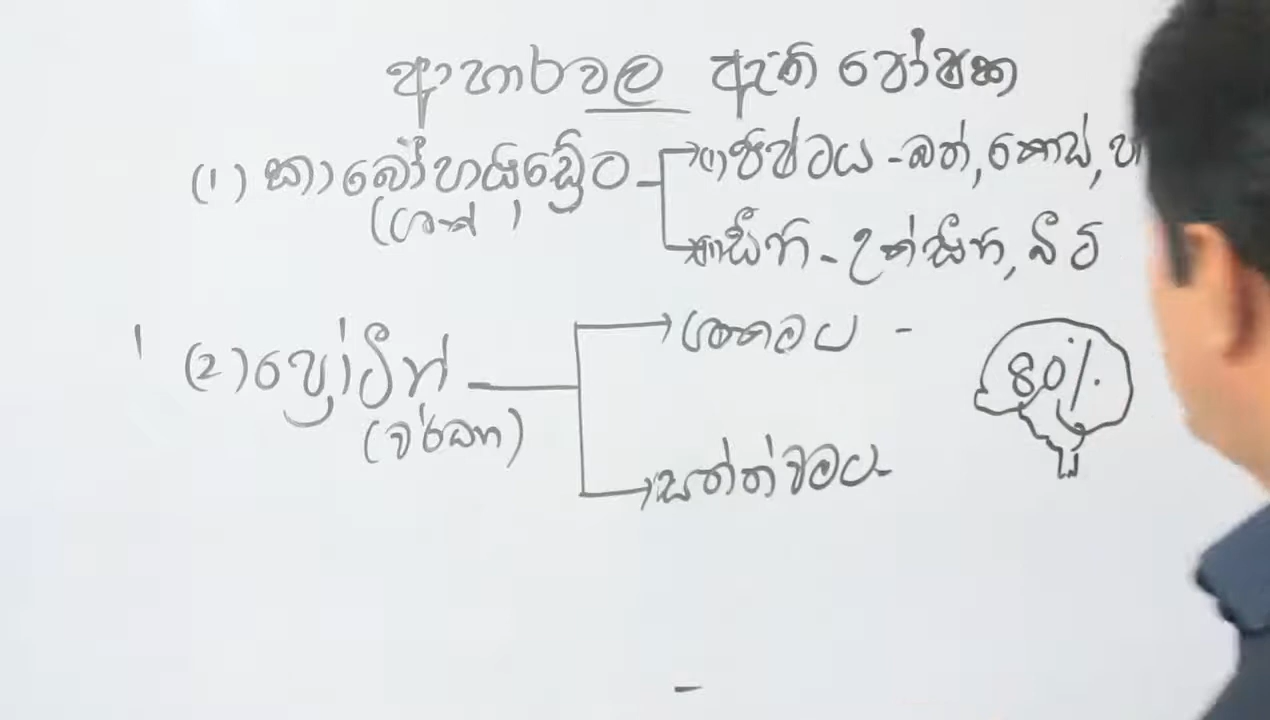 ආහාරවල ඇති පෝෂක
(1) කාබෝහයිඩ්‍රේට
(ශක්
(1) පිෂ්ටය - බත්, කොස්, පා
සීනි - උක්සීනි, බීට්
(2) ප්‍රෝටීන්
(වර්ධන)
ශාකමය -
සත්ත්වමය -
80%